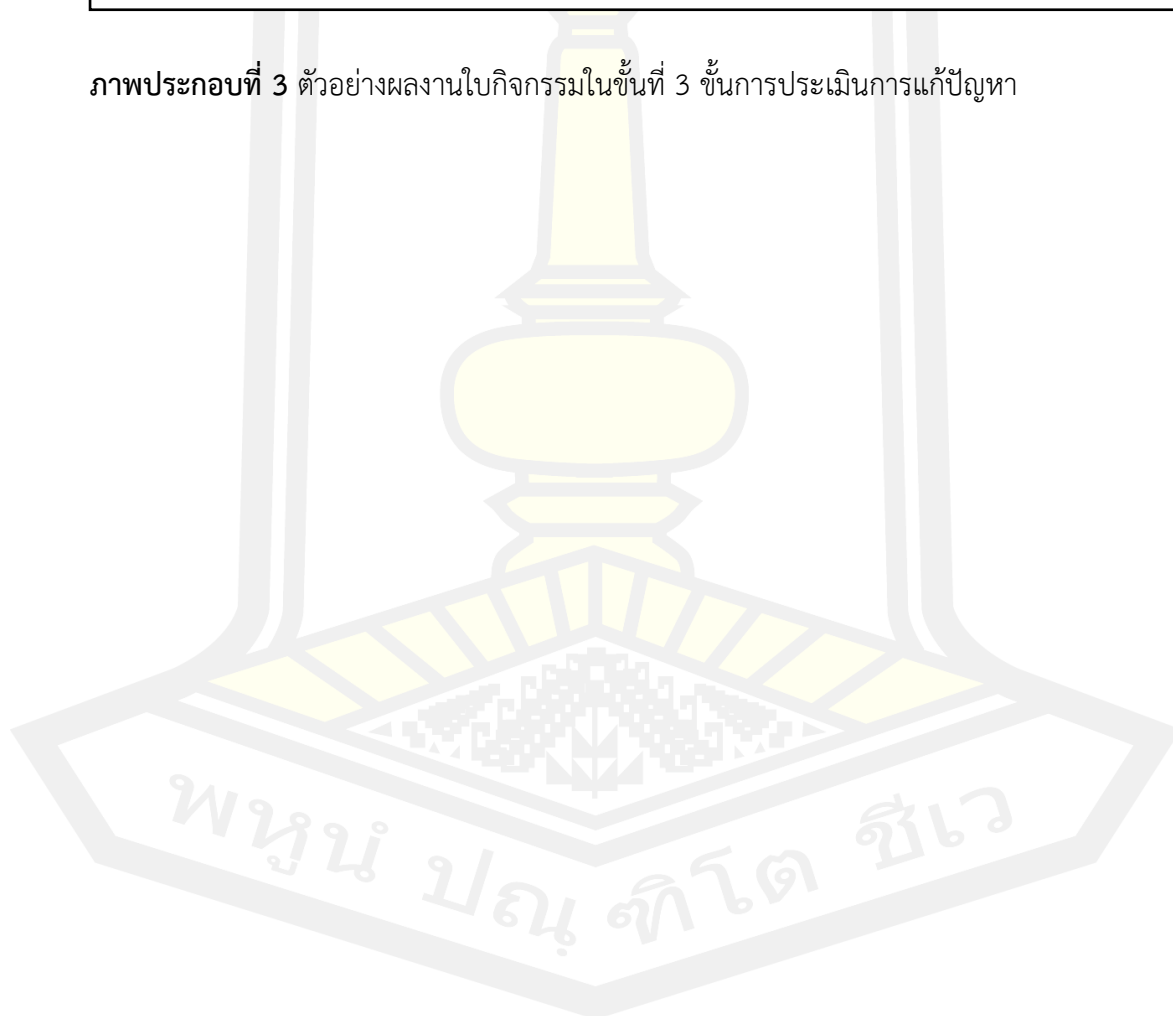 ภาพประกอบที่ 3 ตัวอย่างผลงานใบกิจกรรมในขั้นที่ 3 ขั้นการประเมินการแก้ปัญหา
พหูนํ ปณฺฑิโต ชีเว